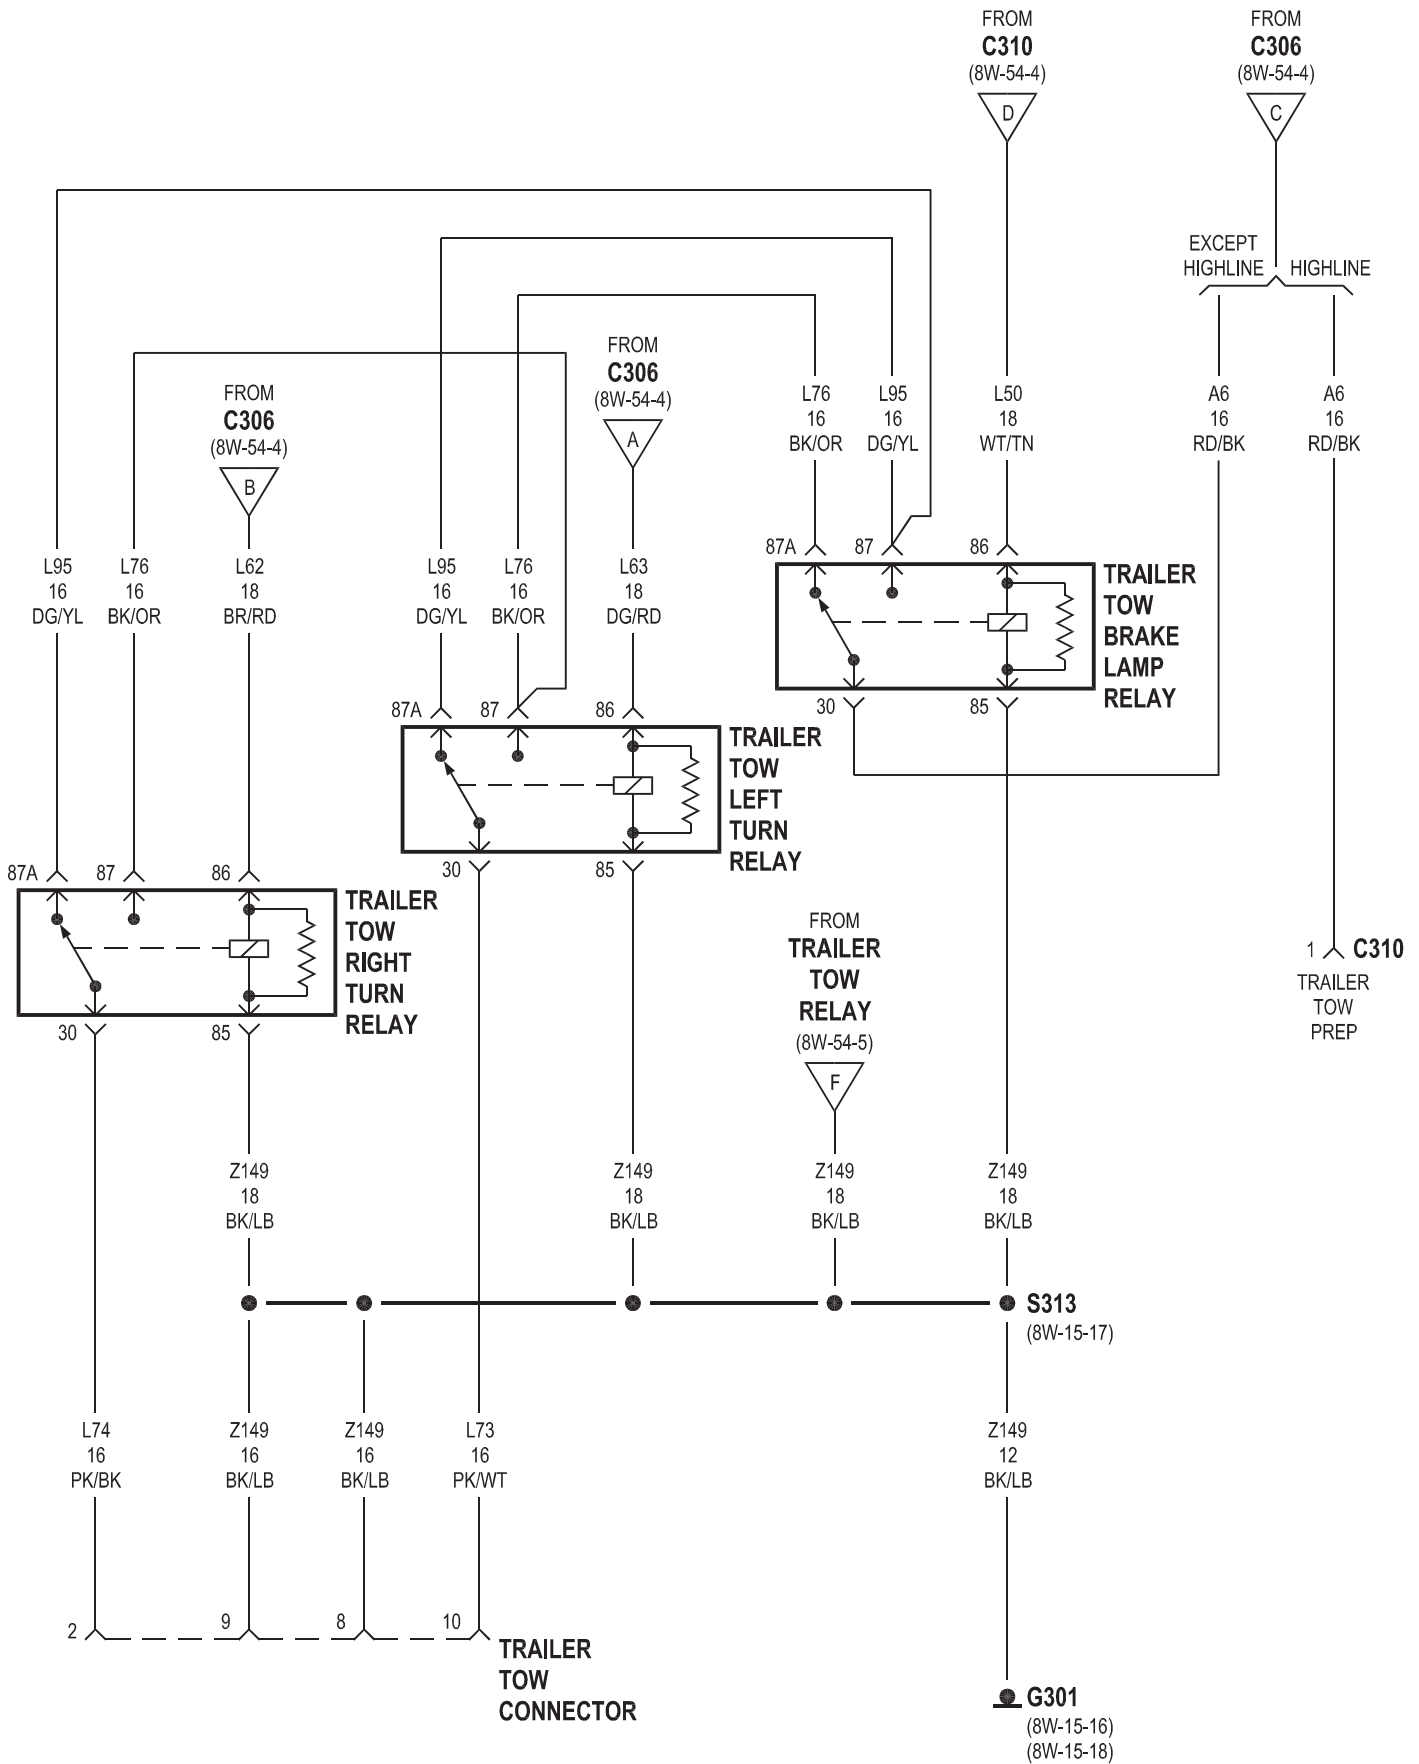 FROM
C310
(8W-54-4)
D
FROM
C306
(8W-54-4)
C
EXCEPT
HIGHLINE
HIGHLINE
FROM
C306
(8W-54-4)
A
FROM
C306
(8W-54-4)
B
L76
16
BK/OR
L95
16
DG/YL
L50
18
WT/TN
A6
16
RD/BK
A6
16
RD/BK
L95
16
DG/YL
L76
16
BK/OR
L62
18
BR/RD
L95
16
DG/YL
L76
16
BK/OR
L63
18
DG/RD
87A
87
86
TRAILER
TOW
BRAKE
LAMP
RELAY
30
85
87A
87
86
TRAILER
TOW
LEFT
TURN
RELAY
30
85
87A
87
86
TRAILER
TOW
RIGHT
TURN
RELAY
30
85
FROM
TRAILER
TOW
RELAY
(8W-54-5)
F
1
C310
TRAILER
TOW
PREP
Z149
18
BK/LB
Z149
18
BK/LB
Z149
18
BK/LB
Z149
18
BK/LB
S313
(8W-15-17)
L74
16
PK/BK
Z149
16
BK/LB
Z149
16
BK/LB
L73
16
PK/WT
Z149
12
BK/LB
2
9
8
10
TRAILER
TOW
CONNECTOR
G301
(8W-15-16)
(8W-15-18)